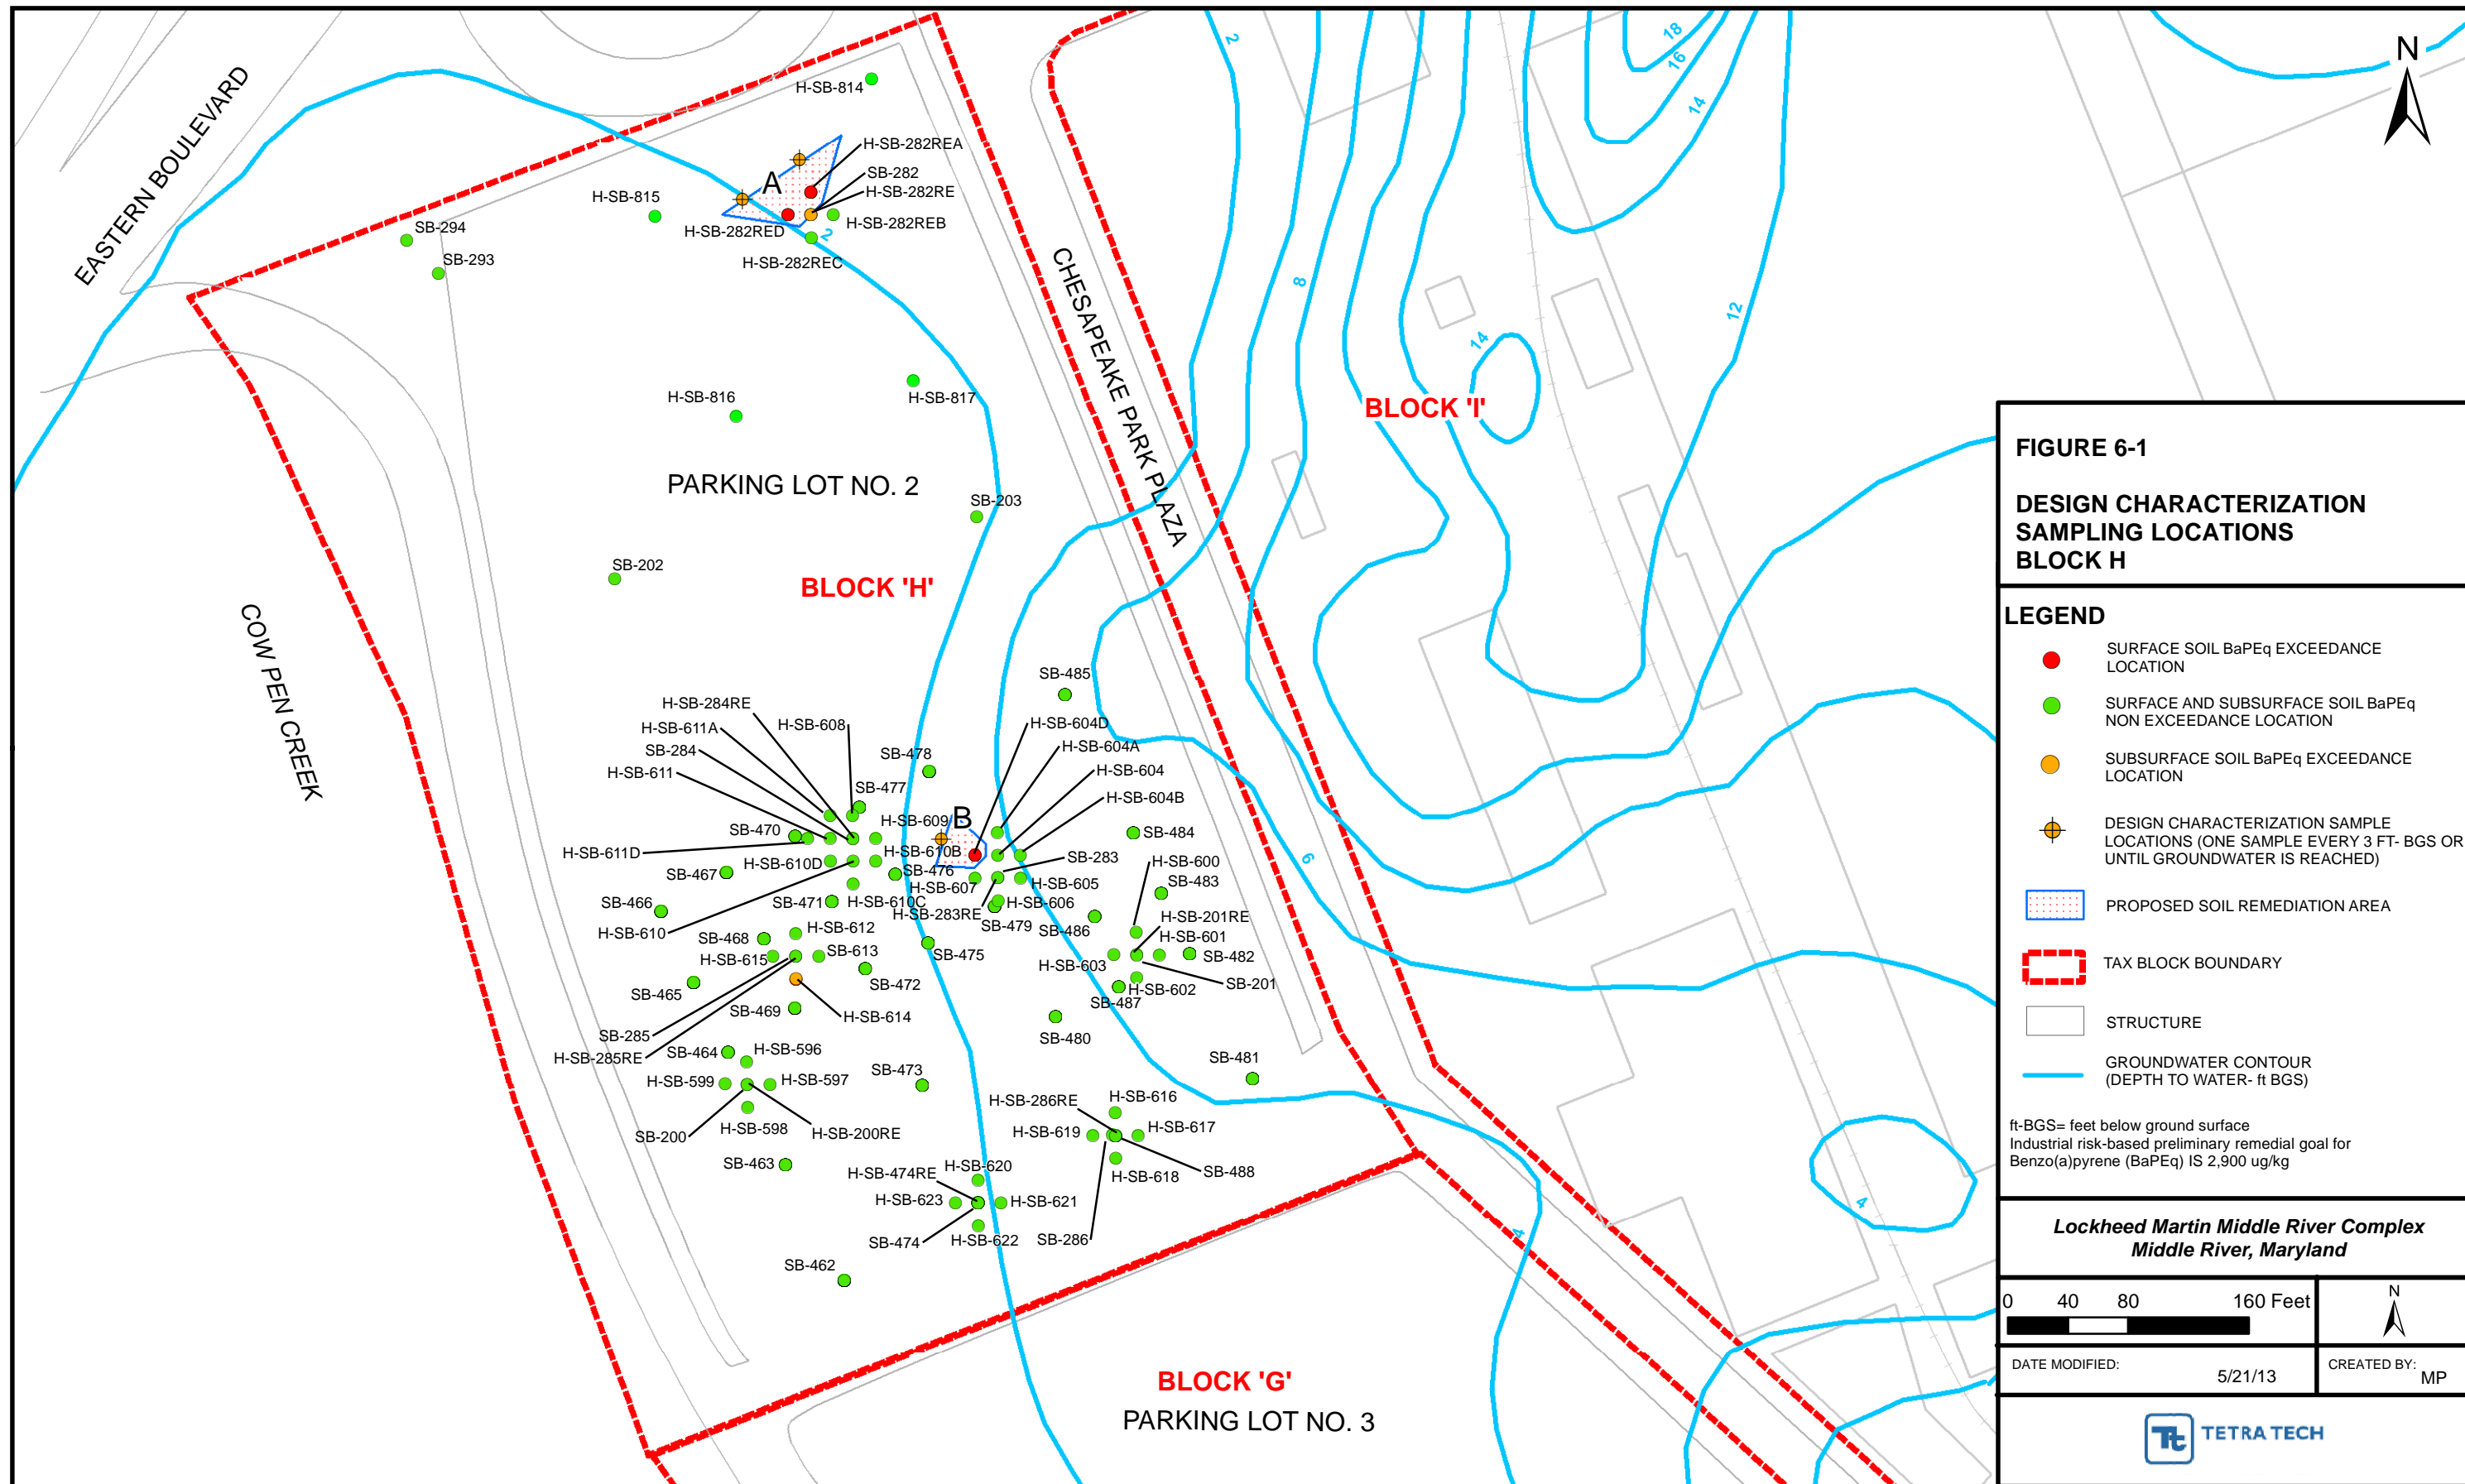 18
16
14
2
N
H-SB-814
EASTERN BOULEVARD
H-SB-282REA
SB-282
H-SB-282RE
A
H-SB-815
H-SB-282REB
H-SB-282RED
2
SB-294
SB-293
H-SB-282REC
CHESAPEAKE PARK PLAZA
8
12
14
H-SB-816
H-SB-817
BLOCK 'I'
PARKING LOT NO. 2
SB-203
SB-202
BLOCK 'H'
COW PEN CREEK
SB-485
H-SB-284RE
H-SB-611A
H-SB-608
SB-284
H-SB-611
SB-478
SB-477
H-SB-604D
H-SB-604A
H-SB-604
H-SB-604B
B
SB-470
H-SB-609
SB-484
H-SB-611D
H-SB-610D
H-SB-610B
SB-283
6
H-SB-600
SB-467
SB-476
H-SB-607
H-SB-605
SB-483
SB-466
SB-471
H-SB-610C
H-SB-283RE
H-SB-606
SB-479
SB-486
H-SB-201RE
H-SB-610
H-SB-612
SB-468
H-SB-601
H-SB-615
SB-613
SB-475
H-SB-603
SB-482
SB-465
SB-472
SB-487
H-SB-602
SB-201
SB-469
H-SB-614
SB-480
SB-285
H-SB-285RE
SB-464
H-SB-596
SB-481
H-SB-599
H-SB-597
SB-473
H-SB-286RE
H-SB-616
SB-200
H-SB-598
H-SB-200RE
H-SB-619
H-SB-617
SB-463
H-SB-474RE
H-SB-620
H-SB-618
SB-488
H-SB-623
H-SB-621
SB-474
H-SB-622
SB-286
4
4
SB-462
BLOCK 'G'
PARKING LOT NO. 3
FIGURE 6-1
DESIGN CHARACTERIZATION
SAMPLING LOCATIONS
BLOCK H
LEGEND
SURFACE SOIL BaPEq EXCEEDANCE
LOCATION
SURFACE AND SUBSURFACE SOIL BaPEq
NON EXCEEDANCE LOCATION
SUBSURFACE SOIL BaPEq EXCEEDANCE
LOCATION
DESIGN CHARACTERIZATION SAMPLE
LOCATIONS (ONE SAMPLE EVERY 3 FT- BGS OR
UNTIL GROUNDWATER IS REACHED)
PROPOSED SOIL REMEDIATION AREA
TAX BLOCK BOUNDARY
STRUCTURE
GROUNDWATER CONTOUR
(DEPTH TO WATER- ft BGS)
ft-BGS= feet below ground surface
Industrial risk-based preliminary remedial goal for
Benzo(a)pyrene (BaPEq) IS 2,900 ug/kg
Lockheed Martin Middle River Complex
Middle River, Maryland
0 40 80 160 Feet
N
DATE MODIFIED: 5/21/13
CREATED BY: MP
Tt TETRA TECH